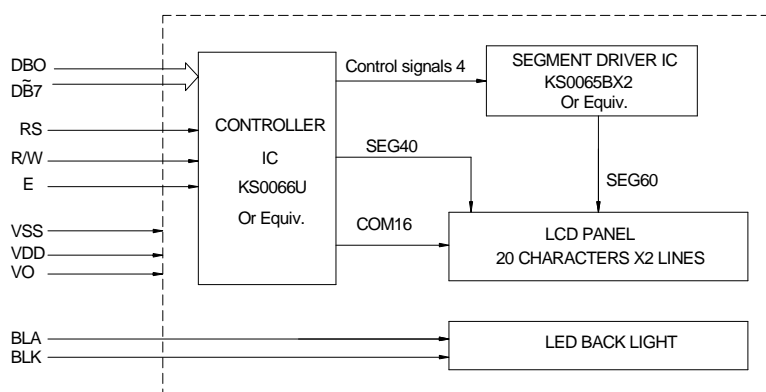 DBO
~
DB7
RS
R/W
E
VSS
VDD
VO
BLA
BLK
CONTROLLER
IC
KS0066U
Or Equiv.
Control signals 4
SEG40
COM16
SEGMENT DRIVER IC
KS0065BX2
Or Equiv.
SEG60
LCD PANEL
20 CHARACTERS X2 LINES
LED BACK LIGHT